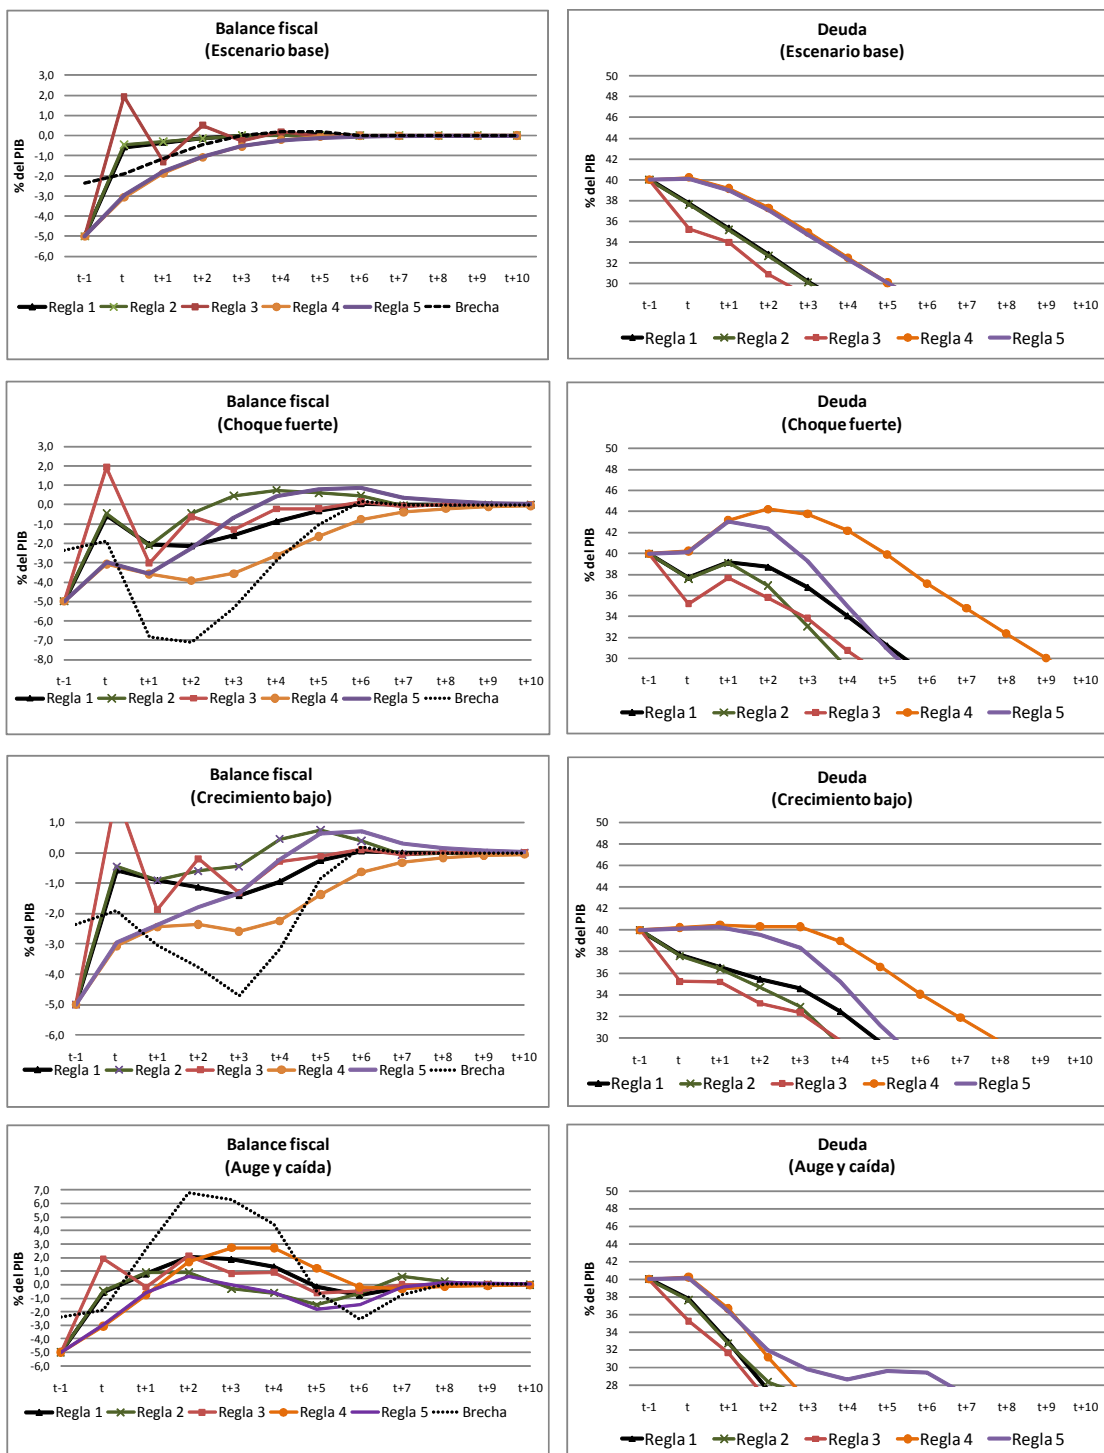 Balance fiscal
(Escenario base)
% del PIB
3,0
2,0
1,0
0,0
-1,0
-2,0
-3,0
-4,0
-5,0
-6,0
t-1 t t+1 t+2 t+3 t+4 t+5 t+6 t+7 t+8 t+9 t+10
Regla 1 Regla 2 Regla 3 Regla 4 Regla 5 Brecha
Deuda
(Escenario base)
% del PIB
50
48
46
44
42
40
38
36
34
32
30
t-1 t t+1 t+2 t+3 t+4 t+5 t+6 t+7 t+8 t+9 t+10
Regla 1 Regla 2 Regla 3 Regla 4 Regla 5
Balance fiscal
(Choque fuerte)
% del PIB
3,0
2,0
1,0
0,0
-1,0
-2,0
-3,0
-4,0
-5,0
-6,0
-7,0
-8,0
t-1 t t+1 t+2 t+3 t+4 t+5 t+6 t+7 t+8 t+9 t+10
Regla 1 Regla 2 Regla 3 Regla 4 Regla 5 Brecha
Deuda
(Choque fuerte)
% del PIB
50
48
46
44
42
40
38
36
34
32
30
t-1 t t+1 t+2 t+3 t+4 t+5 t+6 t+7 t+8 t+9 t+10
Regla 1 Regla 2 Regla 3 Regla 4 Regla 5
Balance fiscal
(Crecimiento bajo)
% del PIB
1,0
0,0
-1,0
-2,0
-3,0
-4,0
-5,0
-6,0
t-1 t t+1 t+2 t+3 t+4 t+5 t+6 t+7 t+8 t+9 t+10
Regla 1 Regla 2 Regla 3 Regla 4 Regla 5 Brecha
Deuda
(Crecimiento bajo)
% del PIB
50
48
46
44
42
40
38
36
34
32
30
t-1 t t+1 t+2 t+3 t+4 t+5 t+6 t+7 t+8 t+9 t+10
Regla 1 Regla 2 Regla 3 Regla 4 Regla 5
Balance fiscal
(Auge y caída)
% del PIB
7,0
6,0
5,0
4,0
3,0
2,0
1,0
0,0
-1,0
-2,0
-3,0
-4,0
-5,0
-6,0
t-1 t t+1 t+2 t+3 t+4 t+5 t+6 t+7 t+8 t+9 t+10
Regla 1 Regla 2 Regla 3 Regla 4 Regla 5 Brecha
Deuda
(Auge y caída)
% del PIB
50
48
46
44
42
40
38
36
34
32
30
28
t-1 t t+1 t+2 t+3 t+4 t+5 t+6 t+7 t+8 t+9 t+10
Regla 1 Regla 2 Regla 3 Regla 4 Regla 5